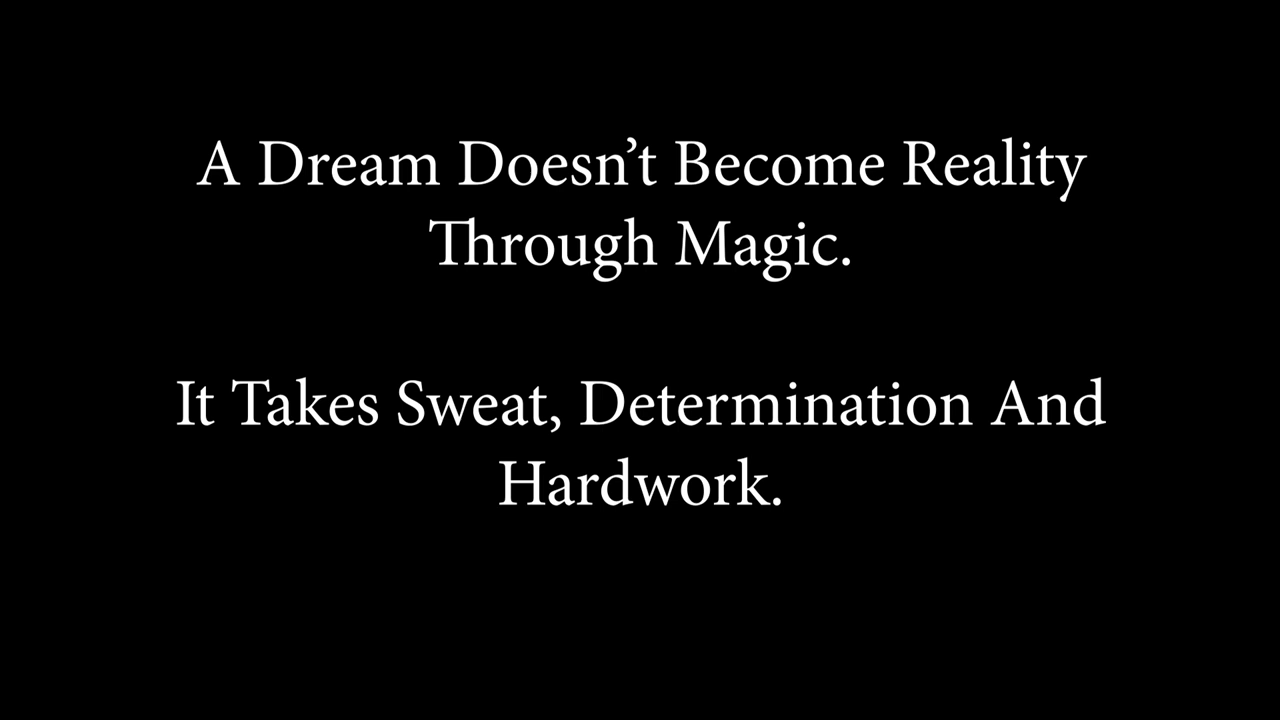 A Dream Doesn’t Become Reality
Through Magic.
It Takes Sweat, Determination And
Hardwork.